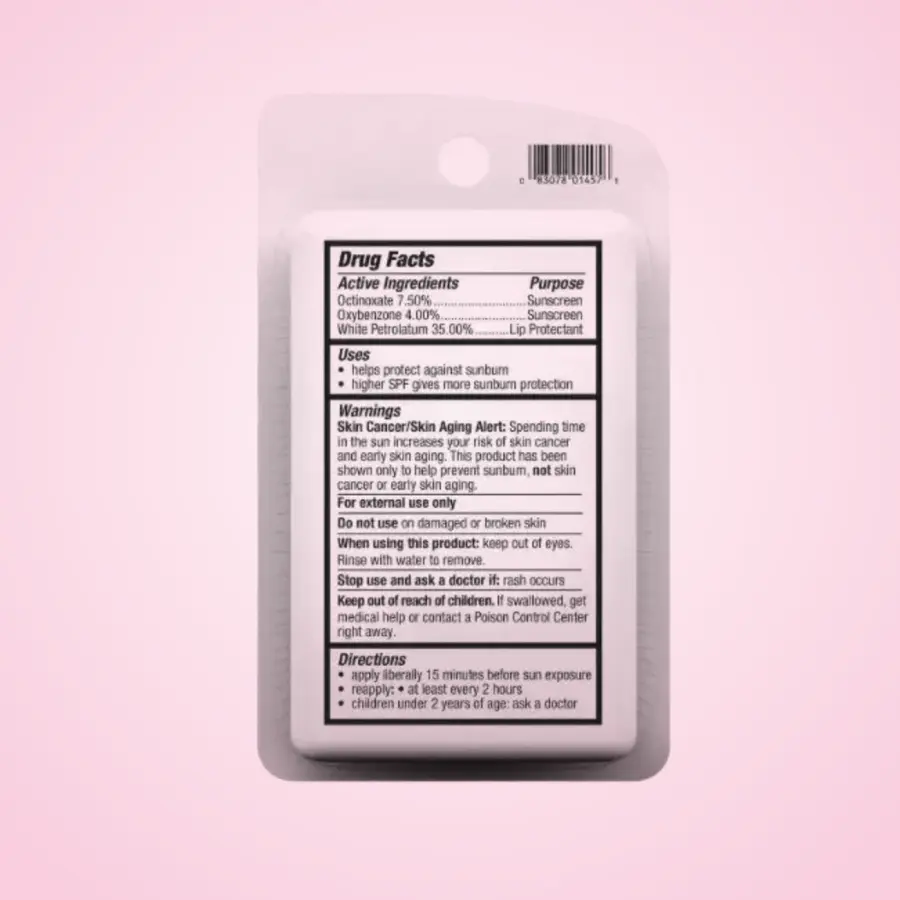 0 83078 01457 1
Drug Facts
Active Ingredients Purpose
Octinoxate 7.50%..........................Sunscreen
Oxybenzone 4.00%........................Sunscreen
White Petrolatum 35.00%..........Lip Protectant
Uses
• helps protect against sunburn
• higher SPF gives more sunburn protection
Warnings
Skin Cancer/Skin Aging Alert: Spending time
in the sun increases your risk of skin cancer
and early skin aging. This product has been
shown only to help prevent sunburn, not skin
cancer or early skin aging.
For external use only
Do not use on damaged or broken skin
When using this product: keep out of eyes.
Rinse with water to remove.
Stop use and ask a doctor if: rash occurs
Keep out of reach of children. If swallowed, get
medical help or contact a Poison Control Center
right away.
Directions
• apply liberally 15 minutes before sun exposure
• reapply: • at least every 2 hours
• children under 2 years of age: ask a doctor